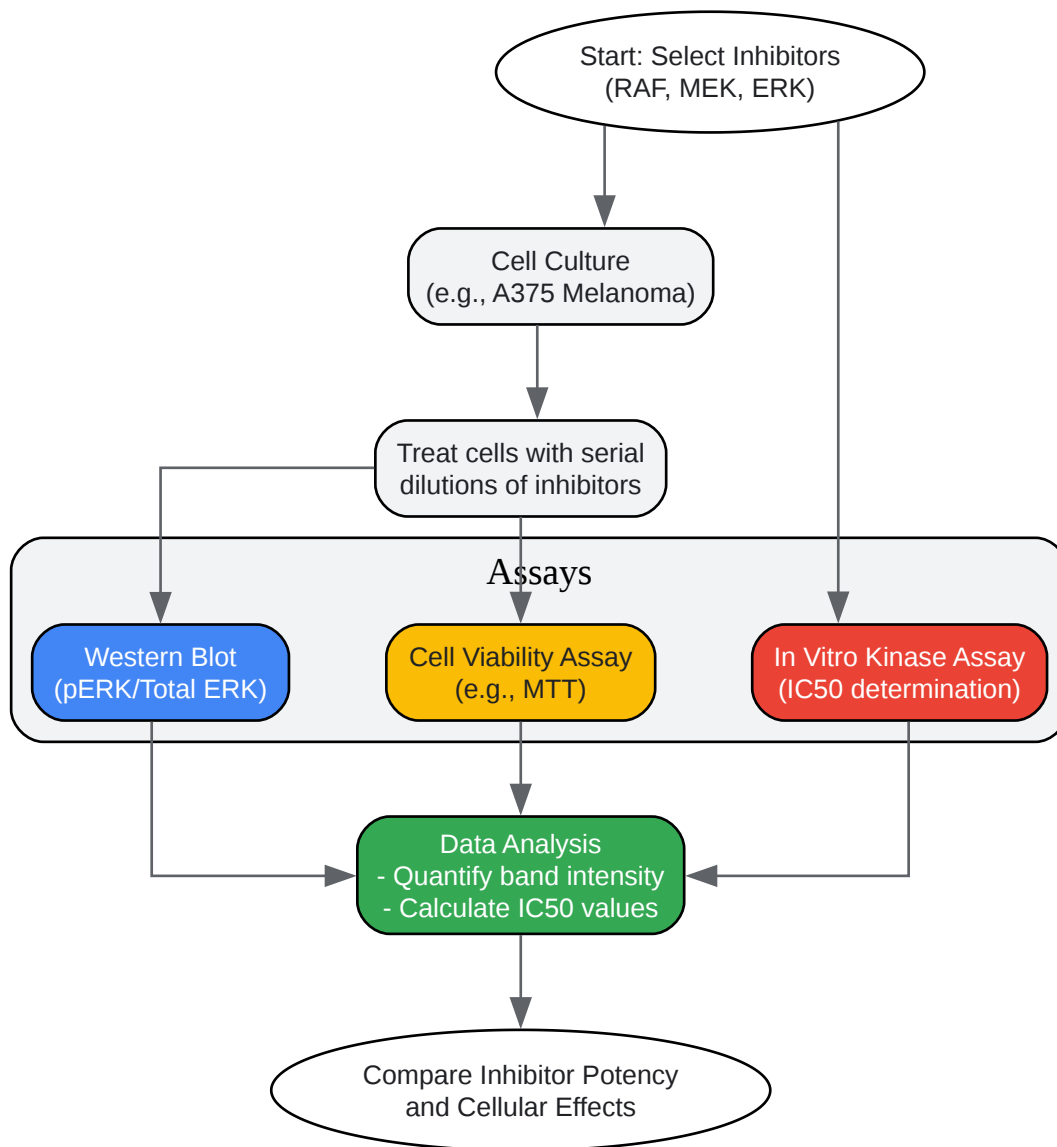 Start: Select Inhibitors
(RAF, MEK, ERK)
Cell Culture
(e.g., A375 Melanoma)
Treat cells with serial
dilutions of inhibitors
Assays
Western Blot
(pERK/Total ERK)
Cell Viability Assay
(e.g., MTT)
In Vitro Kinase Assay
(IC50 determination)
Data Analysis
- Quantify band intensity
- Calculate IC50 values
Compare Inhibitor Potency
and Cellular Effects